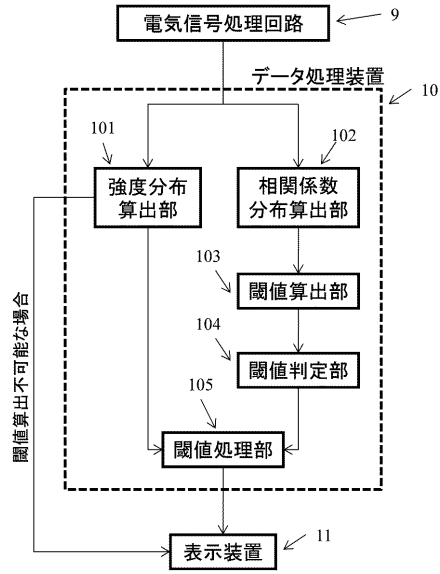 電気信号処理回路
9
データ処理装置
10
101
102
強度分布
算出部
相関係数
分布算出部
103
閾値算出部
104
閾値判定部
105
閾値処理部
閾値算出不可能な場合
11
表示装置